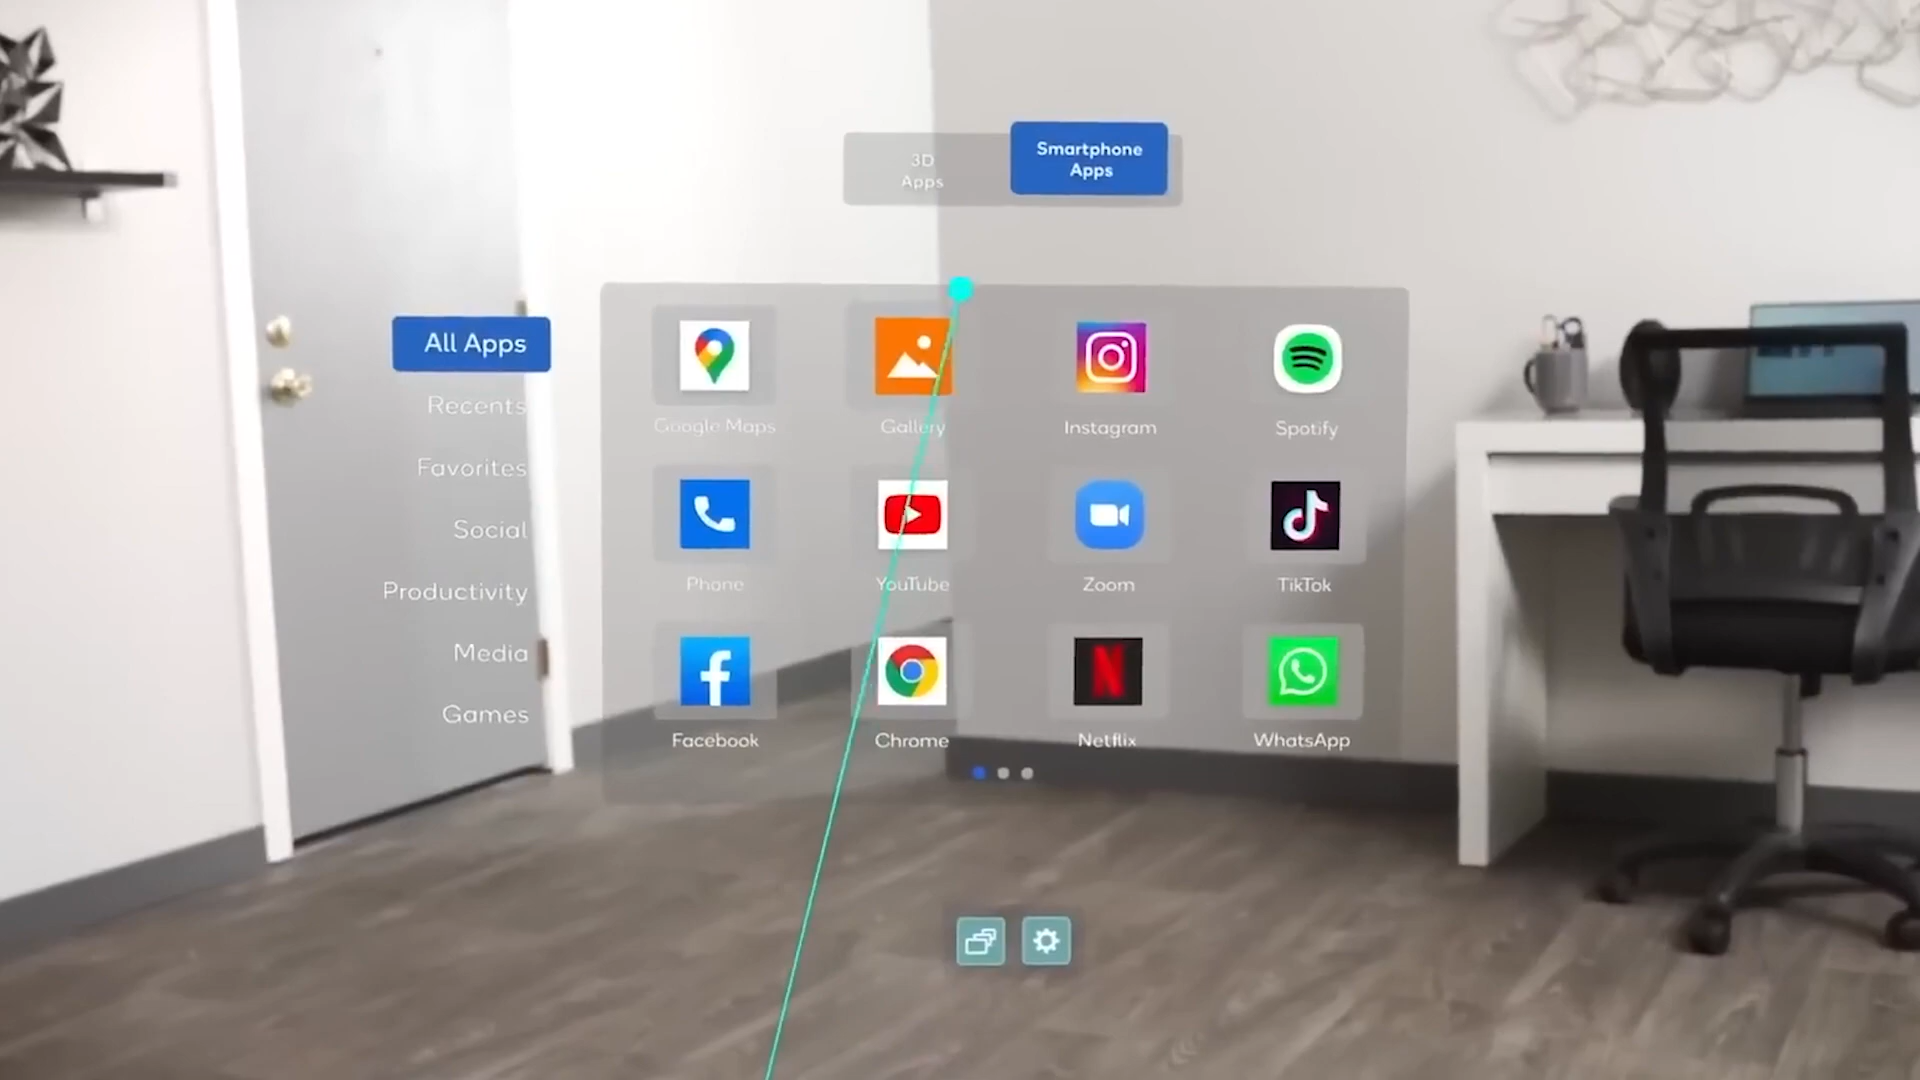 3D
Apps
Smartphone
Apps
All Apps
Recents
Favorites
Social
Productivity
Media
Games
Google Maps
Gallery
Instagram
Spotify
Phone
YouTube
Zoom
TikTok
Facebook
Chrome
Netflix
WhatsApp